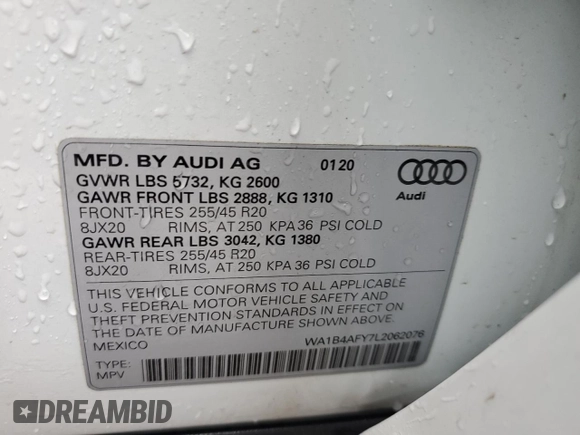 MFD. BY AUDI AG 0120
GVWR LBS 5732, KG 2600
GAWR FRONT LBS 2888, KG 1310
FRONT-TIRES 255/45 R20
8JX20 RIMS, AT 250 KPA 36 PSI COLD
GAWR REAR LBS 3042, KG 1380
REAR-TIRES 255/45 R20
8JX20 RIMS, AT 250 KPA 36 PSI COLD
THIS VEHICLE CONFORMS TO ALL APPLICABLE
U.S. FEDERAL MOTOR VEHICLE SAFETY AND
THEFT PREVENTION STANDARDS IN EFFECT ON
THE DATE OF MANUFACTURE SHOWN ABOVE.
MEXICO WA1B4AFY7L2062076
TYPE:
MPV
Audi
DREAMBID